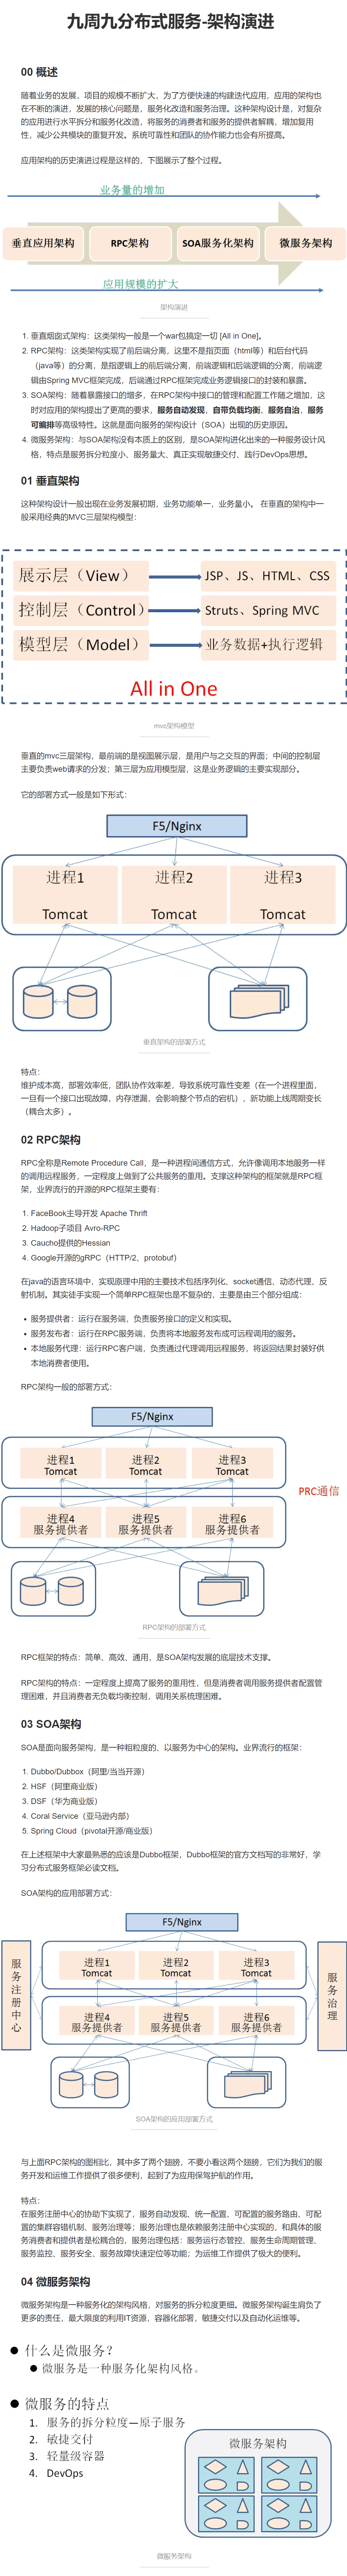 九周九分布式服务-架构演进
00 概述
随着业务的发展，项目的规模不断扩大，为了方便快速的构建迭代应用，应用的架构也
在不断的演进，发展的核心问题是，服务化改造和服务治理。这种架构设计是，对复杂
的应用进行水平拆分和服务化改造，将服务的消费者和服务的提供者解耦，增加复用
性，减少公共模块的重复开发。系统可靠性和团队的协作能力也会有所提高。
应用架构的历史演进过程是这样的，下图展示了整个过程。
业务量的增加
垂直应用架构
RPC架构
SOA服务化架构
微服务架构
应用规模的扩大
架构演进
1. 垂直烟囱式架构：这类架构一般是一个war包搞定一切 [All in One]。
2. RPC架构：这类架构实现了前后端分离，这里不是指页面（html等）和后台代码
（java等）的分离，是指逻辑上的前后端分离，前端逻辑和后端逻辑的分离，前端逻
辑由Spring MVC框架完成，后端通过RPC框架完成业务逻辑接口的封装和暴露。
3. SOA架构：随着暴露接口的增多，在RPC架构中接口的管理和配置工作随之增加，这
时对应用的架构提出了更高的要求，服务自动发现，自带负载均衡，服务自治，服务
可编排等高级特性。这就是面向服务的架构设计（SOA）出现的历史原因。
4. 微服务架构：与SOA架构没有本质上的区别，是SOA架构进化出来的一种服务设计风
格，特点是服务拆分粒度小、服务量大、真正实现敏捷交付、践行DevOps思想。
01 垂直架构
这种架构设计一般出现在业务发展初期，业务功能单一，业务量小。 在垂直的架构中一
般采用经典的MVC三层架构模型：
展示层（View）
JSP、JS、HTML、CSS
控制层（Control）
Struts、Spring MVC
模型层（Model）
业务数据+执行逻辑
All in One
mvc架构模型
垂直的mvc三层架构，最前端的是视图展示层，是用户与之交互的界面；中间的控制层
主要负责web请求的分发；第三层为应用模型层，这是业务逻辑的主要实现部分。
它的部署方式一般是如下形式：
F5/Nginx
进程1
进程2
进程3
Tomcat
Tomcat
Tomcat
垂直架构的部署方式
特点：
维护成本高，部署效率低，团队协作效率差，导致系统可靠性变差（在一个进程里面，
一旦有一个接口出现故障，内存泄漏，会影响整个节点的宕机），新功能上线周期变长
（耦合太多）。
02 RPC架构
RPC全称是Remote Procedure Call，是一种进程间通信方式，允许像调用本地服务一样
的调用远程服务，一定程度上做到了公共服务的重用。支撑这种架构的框架就是RPC框
架，业界流行的开源的RPC框架主要有：
1. FaceBook主导开发 Apache Thrift
2. Hadoop子项目 Avro-RPC
3. Caucho提供的Hessian
4. Google开源的gRPC（HTTP/2、protobuf）
在java的语言环境中，实现原理中用的主要技术包括序列化、socket通信、动态代理、反
射机制。其实徒手实现一个简单RPC框架也是不复杂的，主要是由三个部分组成：
服务提供者：运行在服务端，负责服务接口的定义和实现。
服务发布者：运行在RPC服务端，负责将本地服务发布成可远程调用的服务。
本地服务代理：运行RPC客户端，负责通过代理调用远程服务，将返回结果封装好供
本地消费者使用。
RPC架构一般的部署方式：
F5/Nginx
进程1
进程2
进程3
Tomcat
Tomcat
Tomcat
PRC通信
进程4
进程5
进程6
服务提供者
服务提供者
服务提供者
RPC架构的部署方式
RPC框架的特点：简单、高效、通用，是SOA架构发展的底层技术支撑。
RPC架构的特点：一定程度上提高了服务的重用性，但是消费者调用服务提供者配置管
理困难，并且消费者无负载均衡控制，调用关系梳理困难。
03 SOA架构
SOA是面向服务架构，是一种粗粒度的、以服务为中心的架构。业界流行的框架：
1. Dubbo/Dubbox（阿里/当当开源）
2. HSF（阿里商业版）
3. DSF（华为商业版）
4. Coral Service（亚马逊内部）
5. Spring Cloud（pivotal开源/商业版）
在上述框架中大家最熟悉的应该是Dubbo框架，Dubbo框架的官方文档写的非常好，学
习分布式服务框架必读文档。
SOA架构的应用部署方式：
F5/Nginx
服务注册中心
进程1
进程2
进程3
Tomcat
Tomcat
Tomcat
服务治理
进程4
进程5
进程6
服务提供者
服务提供者
服务提供者
SOA架构的应用部署方式
与上面RPC架构的图相比，其中多了两个翅膀，不要小看这两个翅膀，它们为我们的服
务开发和运维工作提供了很多便利，起到了为应用保驾护航的作用。
特点：
在服务注册中心的协助下实现了，服务自动发现、统一配置、可配置的服务路由、可配
置的集群容错机制、服务治理等；服务治理也是依赖服务注册中心实现的，和具体的服
务消费者和提供者是松耦合的，服务治理包括：服务运行态管控、服务生命周期管理、
服务监控、服务安全、服务故障快速定位等功能；为运维工作提供了极大的便利。
04 微服务架构
微服务架构是一种服务化的架构风格，对服务的拆分粒度更细。微服务架构诞生肩负了
更多的责任，最大限度的利用IT资源，容器化部署，敏捷交付以及自动化运维等。
什么是微服务？
微服务是一种服务化架构风格。
微服务的特点
1. 服务的拆分粒度—原子服务
2. 敏捷交付
3. 轻量级容器
4. DevOps
微服务架构
微服务架构